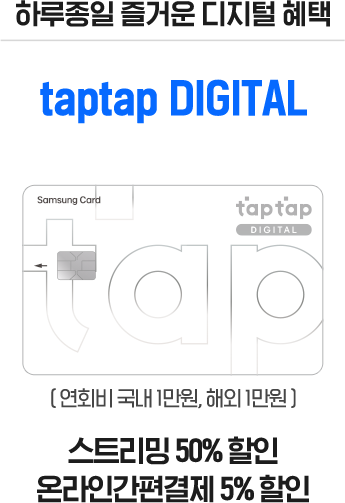 하루종일 즐거운 디지털 혜택
taptap DIGITAL
Samsung Card
taptap
DIGITAL
tap
( 연회비 국내 1만원, 해외 1만원 )
스트리밍 50% 할인
온라인간편결제 5% 할인